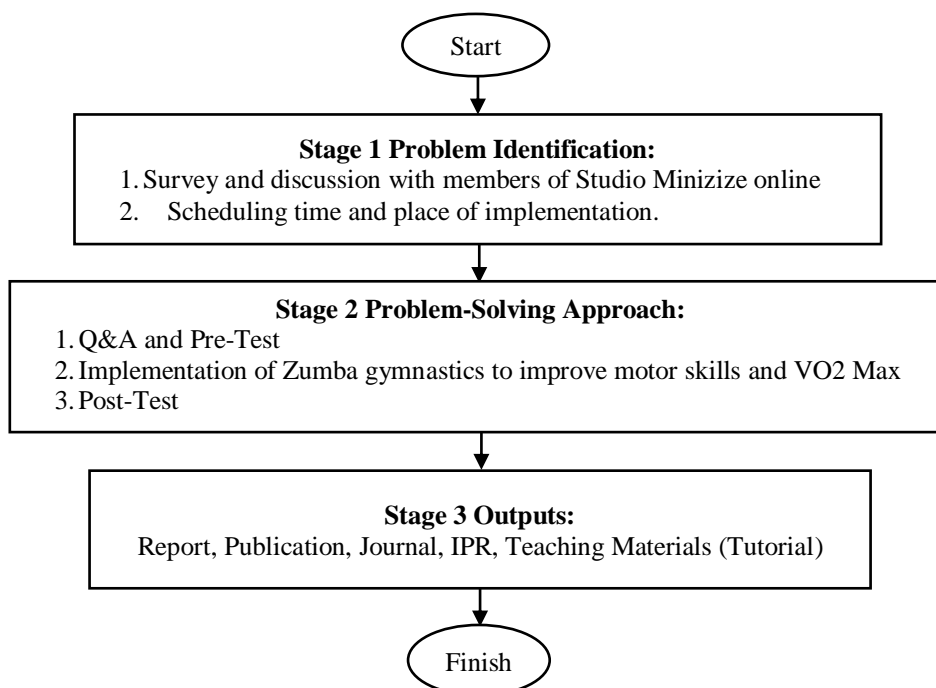 Start
Stage 1 Problem Identification:
1. Survey and discussion with members of Studio Minizize online
2. Scheduling time and place of implementation.
Stage 2 Problem-Solving Approach:
1. Q&A and Pre-Test
2. Implementation of Zumba gymnastics to improve motor skills and VO2 Max
3. Post-Test
Stage 3 Outputs:
Report, Publication, Journal, IPR, Teaching Materials (Tutorial)
Finish